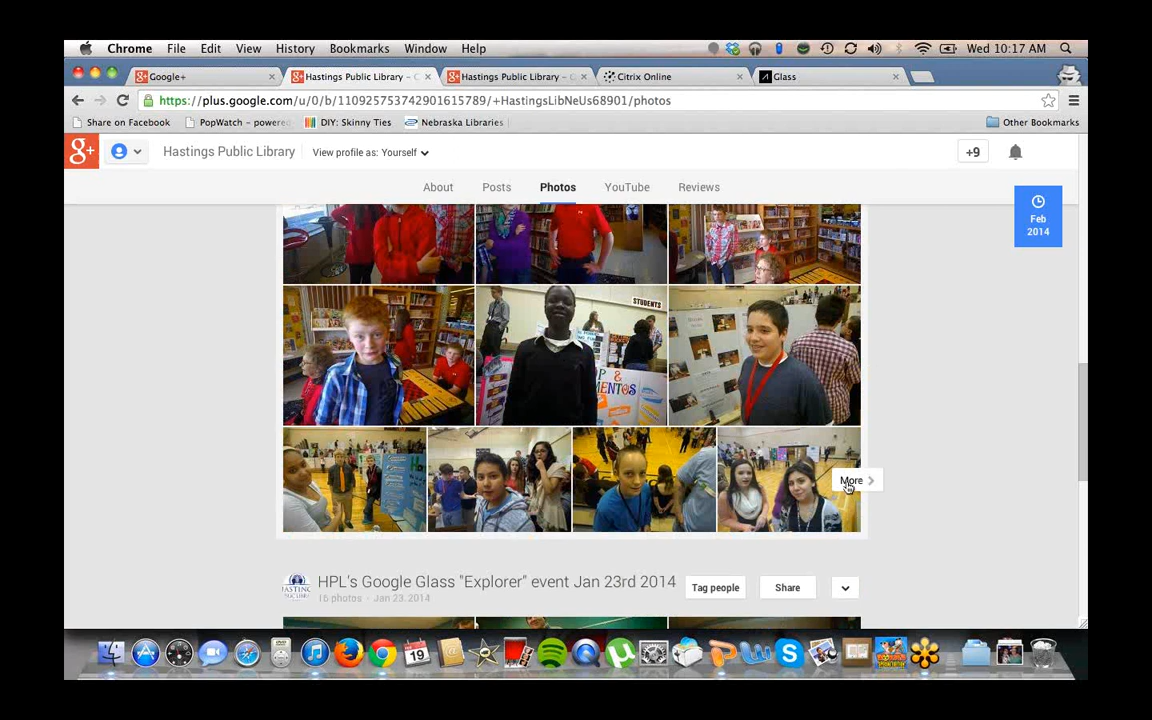 Chrome File Edit View History Bookmarks Window Help Wed 10:17 AM
Google+ Hastings Public Library - Hastings Public Library - Citrix Online Glass
https://plus.google.com/u/0/b/110925753742901615789/+HastingsLibNeUs68901/photos
Share on Facebook PopWatch - powere DIY: Skinny Ties Nebraska Libraries Other Bookmarks
g+ Hastings Public Library View profile as: Yourself +9
About Posts Photos YouTube Reviews
Feb
2014
STUDENTS
MENTOS
More
HPL's Google Glass "Explorer" event Jan 23rd 2014 Tag people Share
16 photos - Jan 23, 2014
19